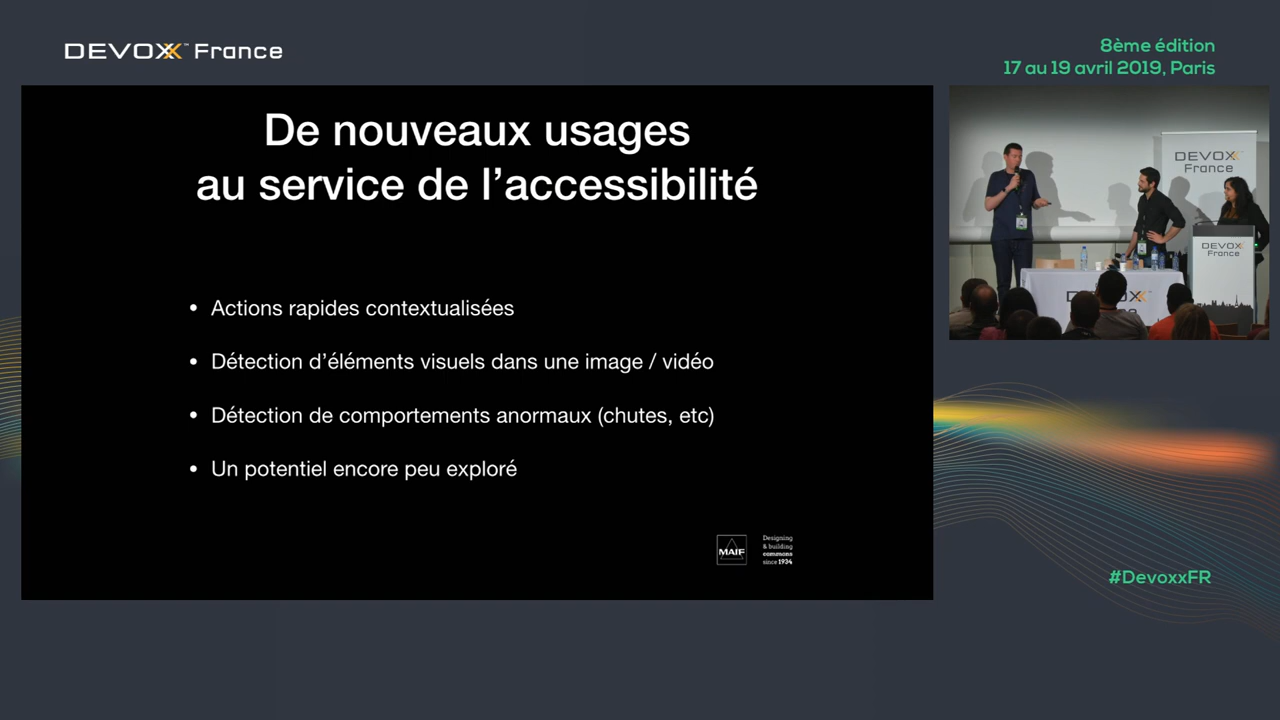 DEVOXX™ France
8ème édition
17 au 19 avril 2019, Paris
De nouveaux usages
au service de l’accessibilité
• Actions rapides contextualisées
• Détection d’éléments visuels dans une image / vidéo
• Détection de comportements anormaux (chutes, etc)
• Un potentiel encore peu exploré
MAIF
Designing
& building
commons
since 1934
DEVOXX
France
DEVOXX
France
#DevoxxFR